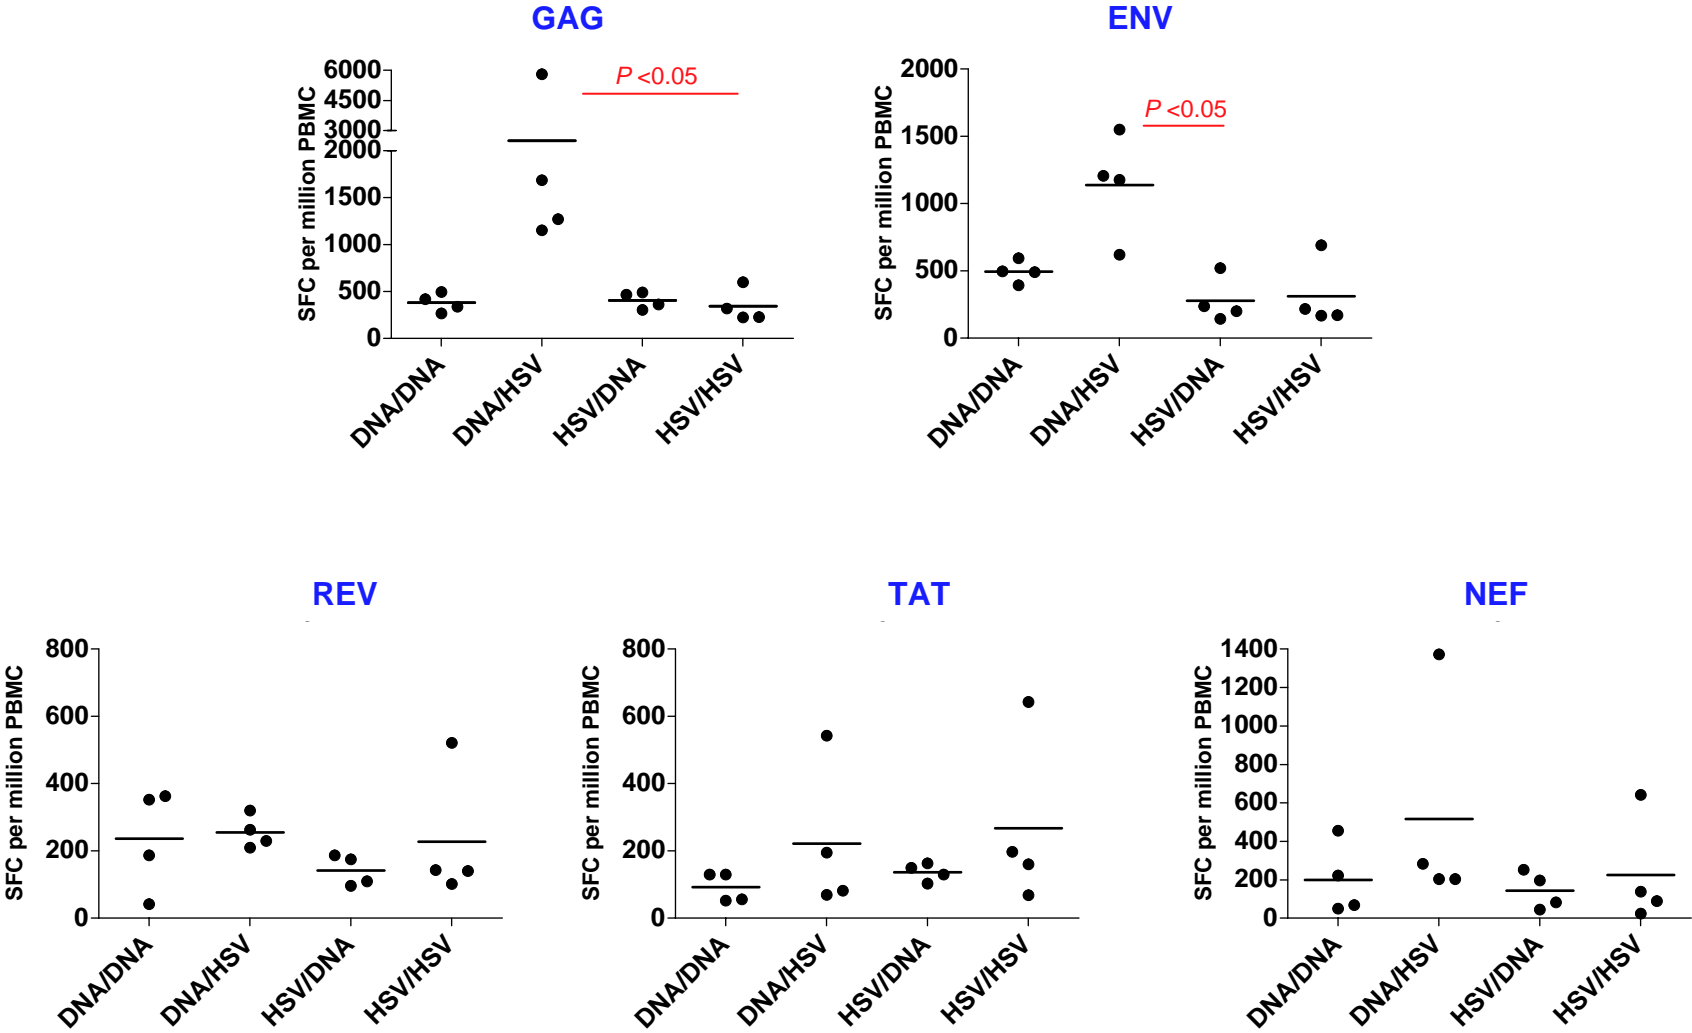 GAG
SFC per million PBMC
6000
4500
3000
2000
1500
1000
500
0
P <0.05
DNA/DNA
DNA/HSV
HSV/DNA
HSV/HSV
ENV
SFC per million PBMC
2000
1500
1000
500
0
P <0.05
DNA/DNA
DNA/HSV
HSV/DNA
HSV/HSV
REV
SFC per million PBMC
800
600
400
200
0
DNA/DNA
DNA/HSV
HSV/DNA
HSV/HSV
TAT
SFC per million PBMC
800
600
400
200
0
DNA/DNA
DNA/HSV
HSV/DNA
HSV/HSV
NEF
SFC per million PBMC
1400
1200
1000
800
600
400
200
0
DNA/DNA
DNA/HSV
HSV/DNA
HSV/HSV